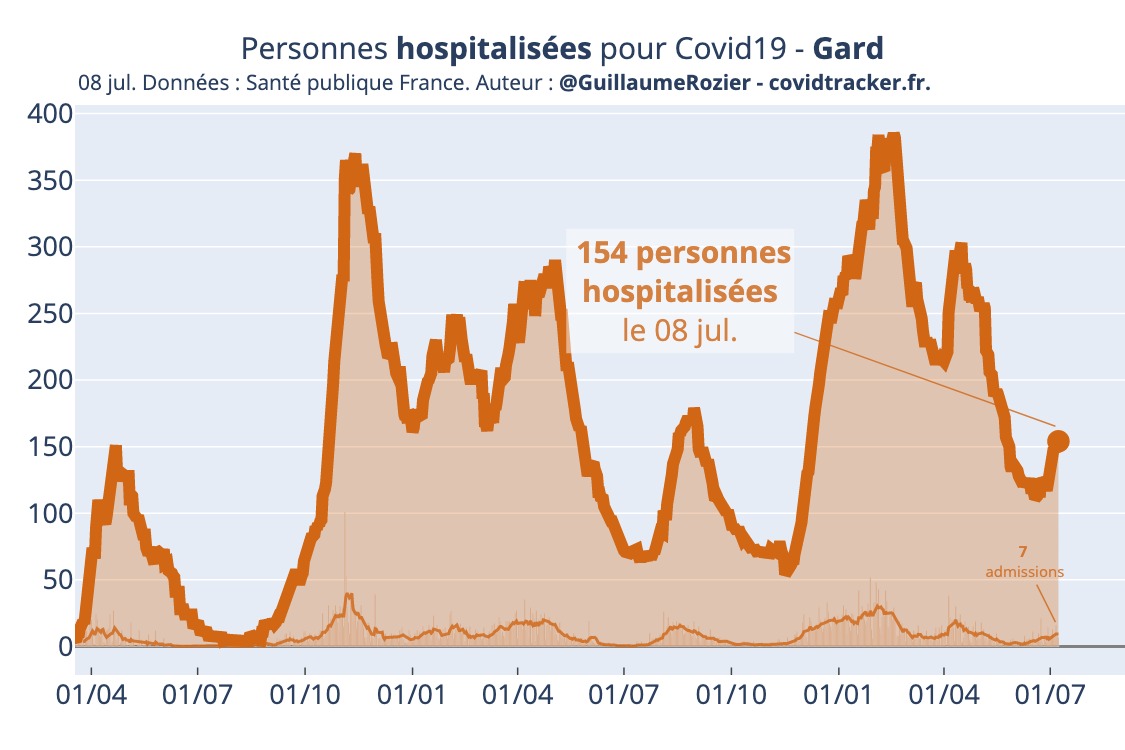 Personnes hospitalisées pour Covid19 - Gard
08 jul. Données : Santé publique France. Auteur : @GuillaumeRozier - covidtracker.fr.
400
350
300
250
200
150
100
50
0
154 personnes
hospitalisées
le 08 jul.
7
admissions
01/04 01/07 01/10 01/01 01/04 01/07 01/10 01/01 01/04 01/07